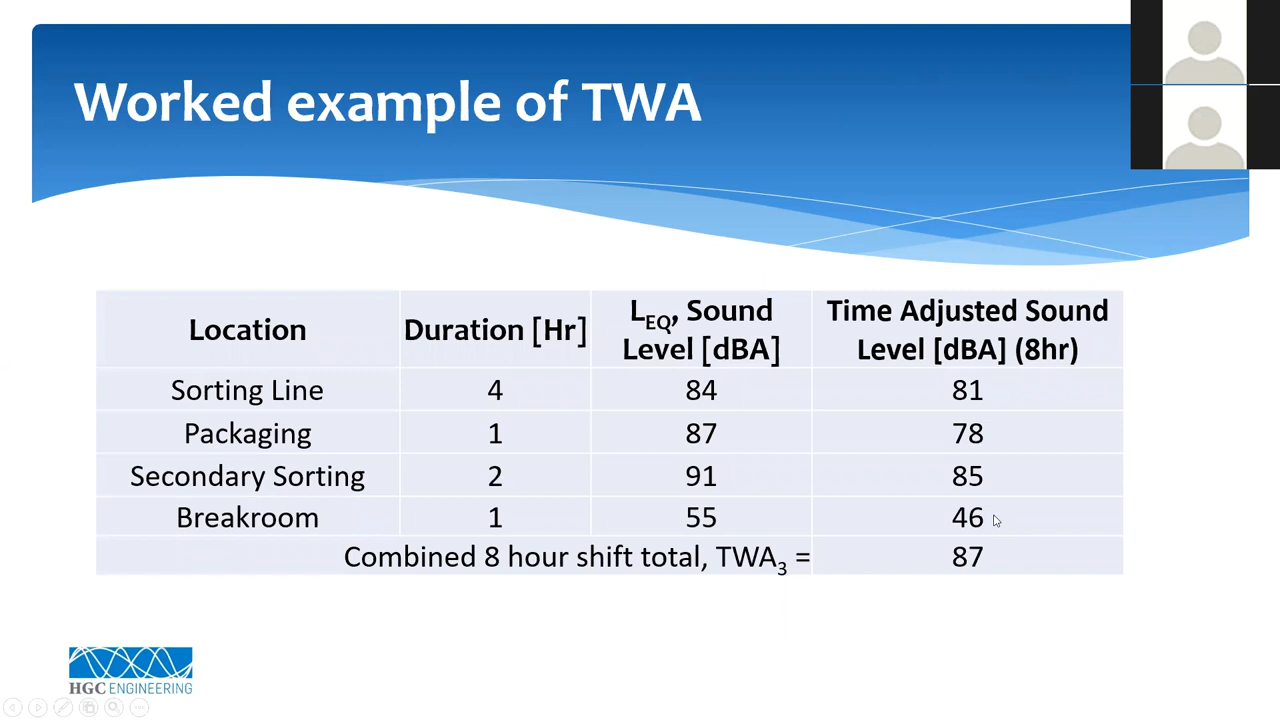 Worked example of TWA
Location Duration [Hr] LEQ, Sound Level [dBA] Time Adjusted Sound Level [dBA] (8hr)
Sorting Line 4 84 81
Packaging 1 87 78
Secondary Sorting 2 91 85
Breakroom 1 55 46
Combined 8 hour shift total, TWA3 = 87
HGC ENGINEERING